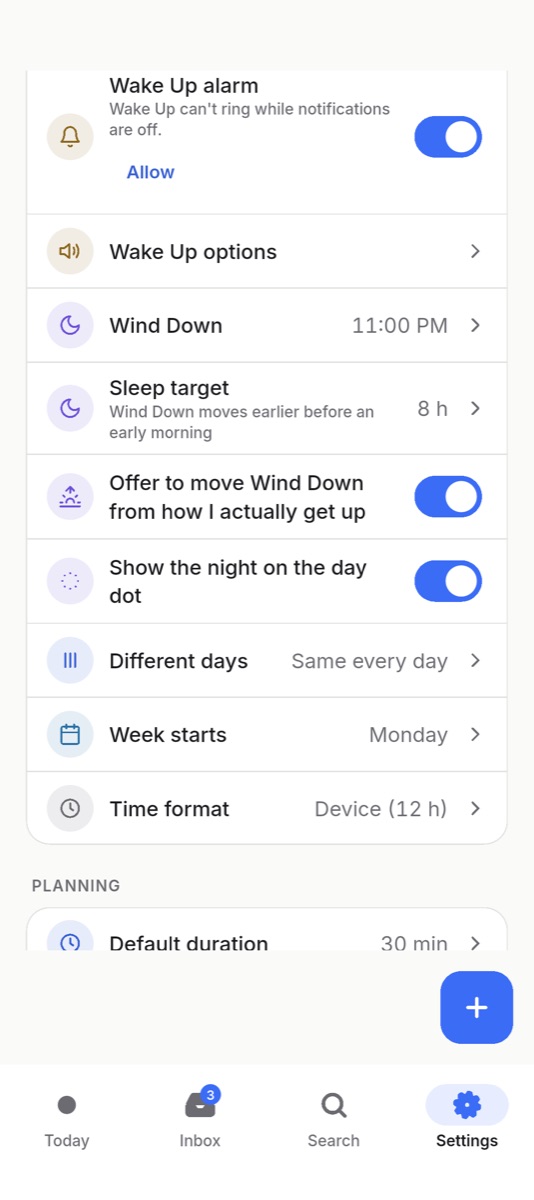 Wake Up alarm
Wake Up can't ring while notifications
are off.
Allow
Wake Up options
Wind Down
11:00 PM
Sleep target
Wind Down moves earlier before an
early morning
8 h
Offer to move Wind Down
from how I actually get up
Show the night on the day
dot
Different days
Same every day
Week starts
Monday
Time format
Device (12 h)
PLANNING
Default duration
30 min
3
Today
Inbox
Search
Settings